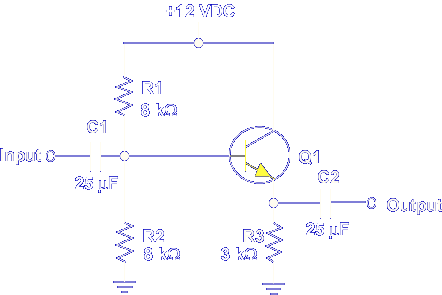 +12 VDC
R1
8 kΩ
C1
Input
25 μF
Q1
C2
Output
25 μF
R2
8 kΩ
R3
3 kΩ